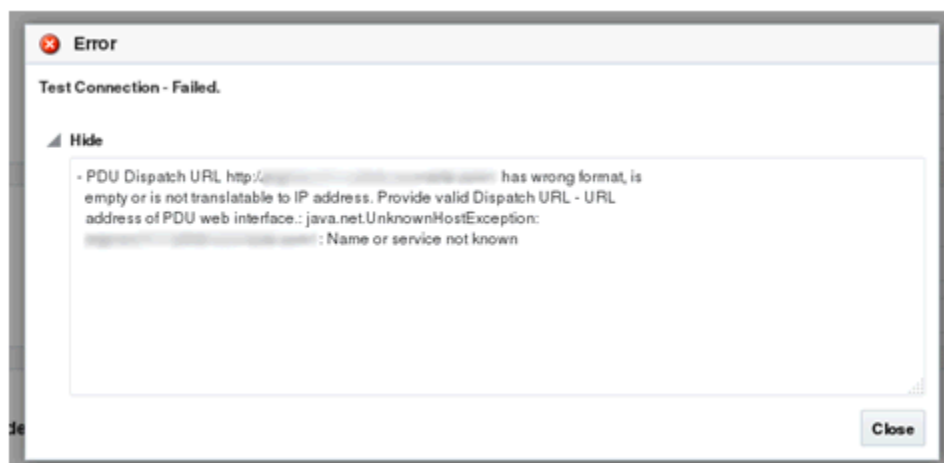 Error
Test Connection - Failed.
Hide
- PDU Dispatch URL http:/ has wrong format, is
empty or is not translatable to IP address. Provide valid Dispatch URL - URL
address of PDU web interface.: java.net.UnknownHostException:
: Name or service not known
Close
de